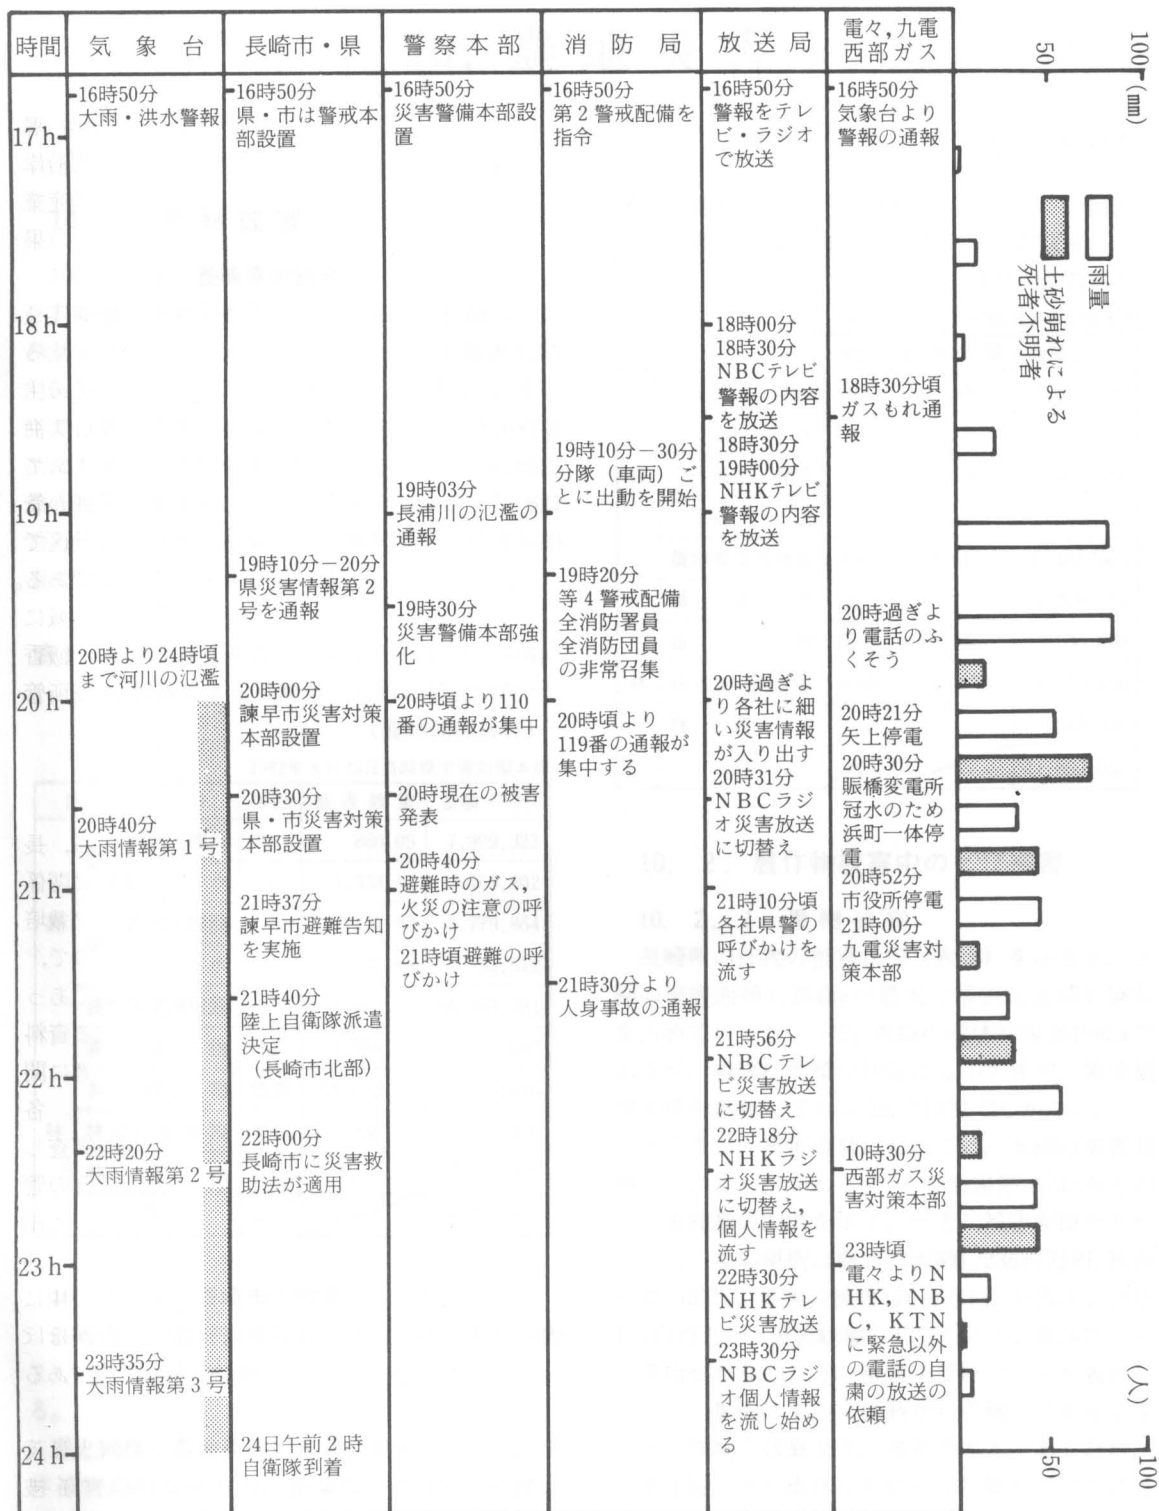 時間
気象台
長崎市・県
警察本部
消防局
放送局
電々,九電
西部ガス
17h
18h
19h
20h
21h
22h
23h
24h
16時50分
大雨・洪水警報
20時より24時頃
まで河川の氾濫
20時40分
大雨情報第1号
22時20分
大雨情報第2号
23時35分
大雨情報第3号
16時50分
県・市は警戒本
部設置
19時10分-20分
県災害情報第2
号を通報
20時00分
諫早市災害対策
本部設置
20時30分
県・市災害対策
本部設置
21時37分
諫早市避難告知
を実施
21時40分
陸上自衛隊派遣
決定
(長崎市北部)
22時00分
長崎市に災害救
助法が適用
24日午前2時
自衛隊到着
16時50分
災害警備本部設
置
19時03分
長浦川の氾濫の
通報
19時30分
災害警備本部強
化
20時頃より110
番の通報が集中
20時現在の被害
発表
20時40分
避難時のガス,
火災の注意の呼
びかけ
21時頃避難の呼
びかけ
16時50分
第2警戒配備を
指令
19時10分-30分
分隊(車両)ご
とに出動を開始
19時20分
等4警戒配備
全消防署員
全消防団員
の非常召集
20時頃より
119番の通報が
集中する
21時30分より
人身事故の通報
16時50分
警報をテレ
ビ・ラジオ
で放送
18時00分
18時30分
NBCテレビ
警報の内容
を放送
18時30分
19時00分
NHKテレビ
警報の内容
を放送
20時過ぎよ
り各社に細
い災害情報
が入り出す
20時31分
NBCラジ
オ災害放送
に切替え
21時10分頃
各社県警の
呼びかけを
流す
21時56分
NBCテレ
ビ災害放送
に切替え
22時18分
NHKラジ
オ災害放送
に切替え,
個人情報を
流す
22時30分
NHKテレ
ビ災害放送
23時30分
NBCラジ
オ個人情報
を流し始め
る
16時50分
気象台より
警報の通報
18時30分頃
ガスもれ通
報
20時過ぎよ
り電話のふ
くそう
20時21分
矢上停電
20時30分
賑橋変電所
冠水のため
浜町一体停
電
20時52分
市役所停電
21時00分
九電災害対
策本部
10時30分
西部ガス災
害対策本部
23時頃
電々よりN
HK,NB
C,KTN
に緊急以外
の電話の自
粛の放送の
依頼
50
100(mm)
雨量
土砂崩れによる
死者不明者
(人)
50
100